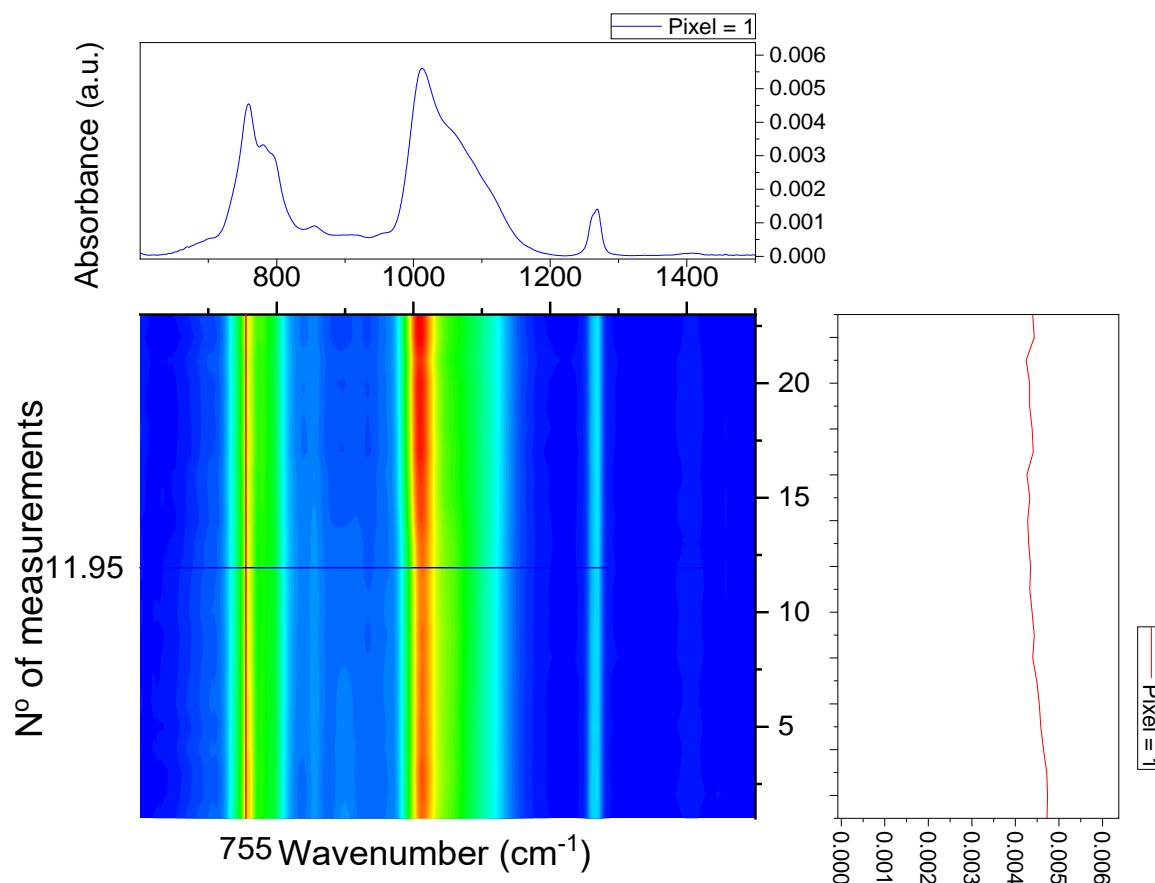 Pixel = 1
Absorbance (a.u.)
0.006
0.005
0.004
0.003
0.002
0.001
0.000
800 1000 1200 1400
Nº of measurements
11.95
20
15
10
5
755 Wavenumber (cm-1)
0.000 0.001 0.002 0.003 0.004 0.005 0.006
Pixel = 1